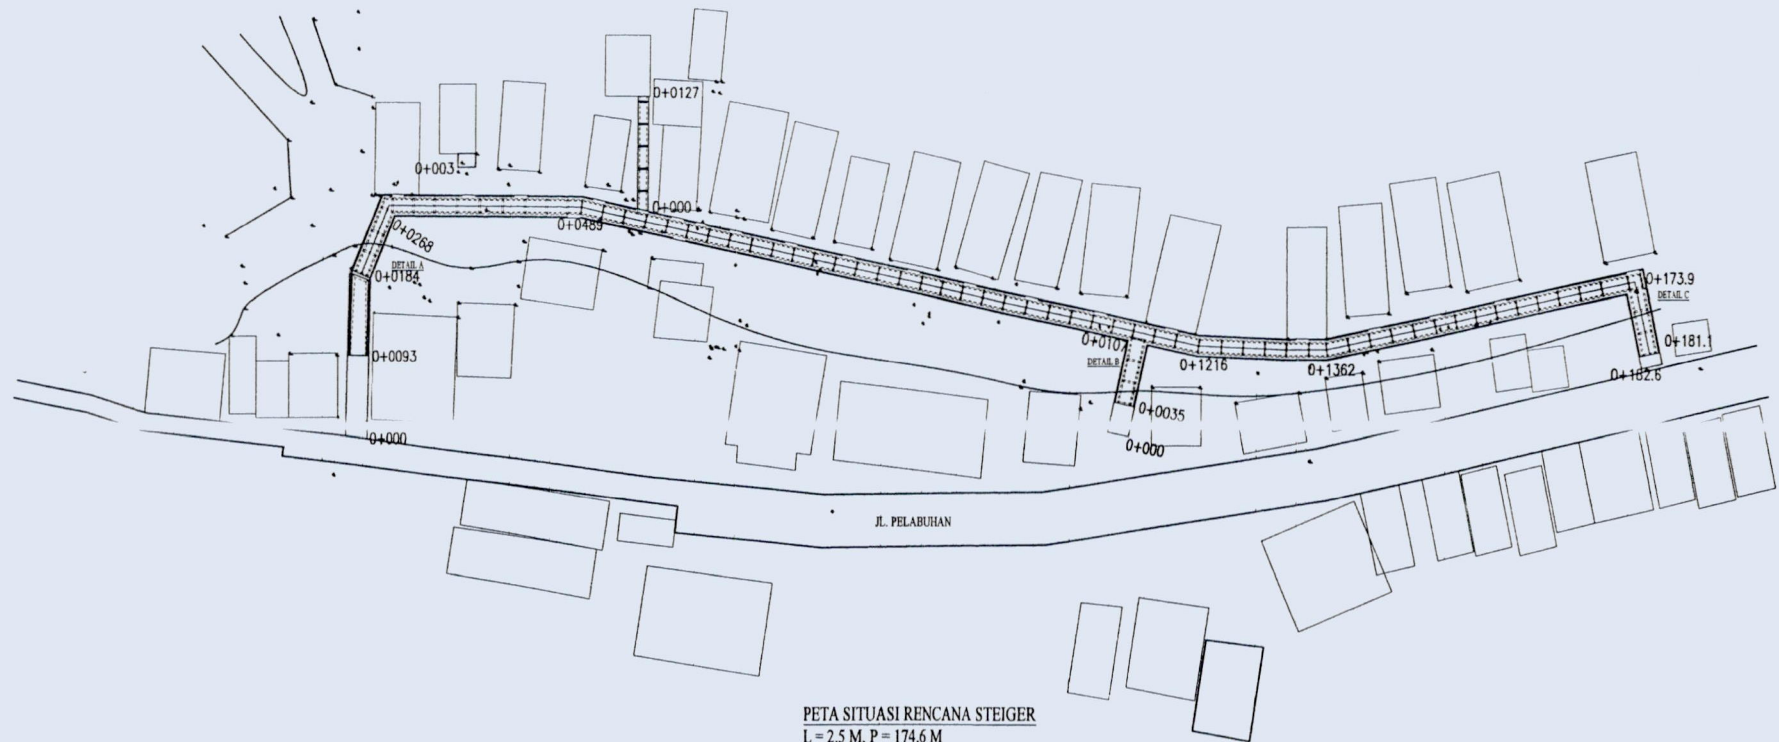 0+0127
0+003
0+000
0+0489
0+0268
DETAIL A
0+0184
0+0093
0+000
0+0107
DETAIL B
0+1216
0+1362
0+0035
0+000
0+173.9
DETAIL C
0+181.1
0+182.6
JL. PELABUHAN
PETA SITUASI RENCANA STEIGER
L = 2.5 M, P = 174.6 M